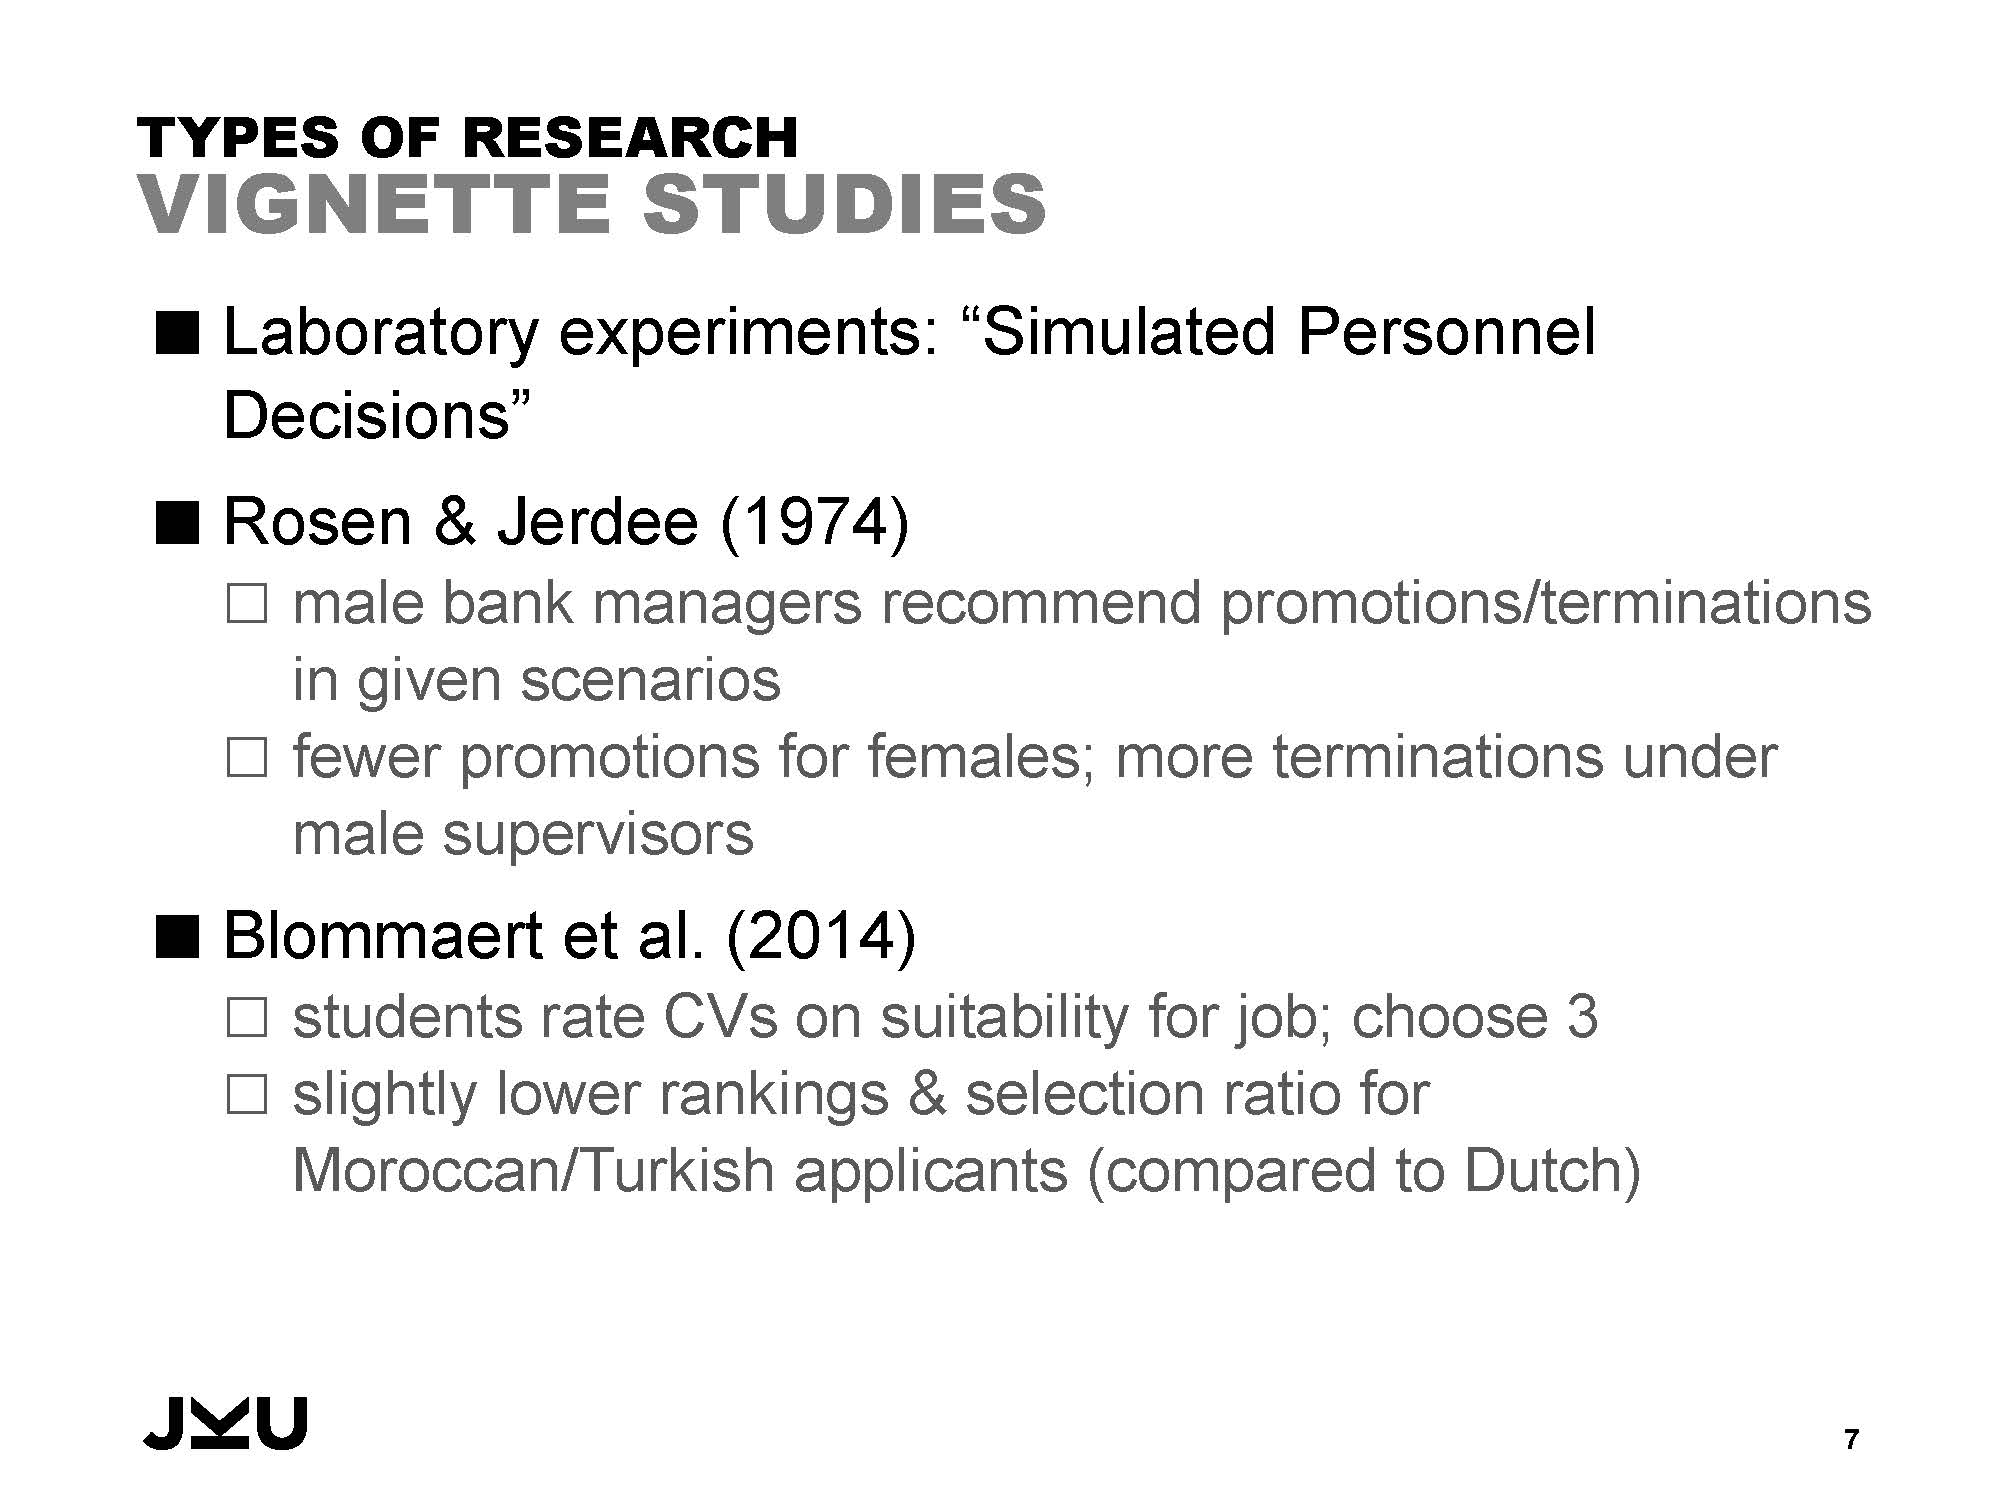 TYPES OF RESEARCH
VIGNETTE STUDIES
■ Laboratory experiments: “Simulated Personnel
Decisions”
■ Rosen & Jerdee (1974)
□ male bank managers recommend promotions/terminations
in given scenarios
□ fewer promotions for females; more terminations under
male supervisors
■ Blommaert et al. (2014)
□ students rate CVs on suitability for job; choose 3
□ slightly lower rankings & selection ratio for
Moroccan/Turkish applicants (compared to Dutch)
JKU
7